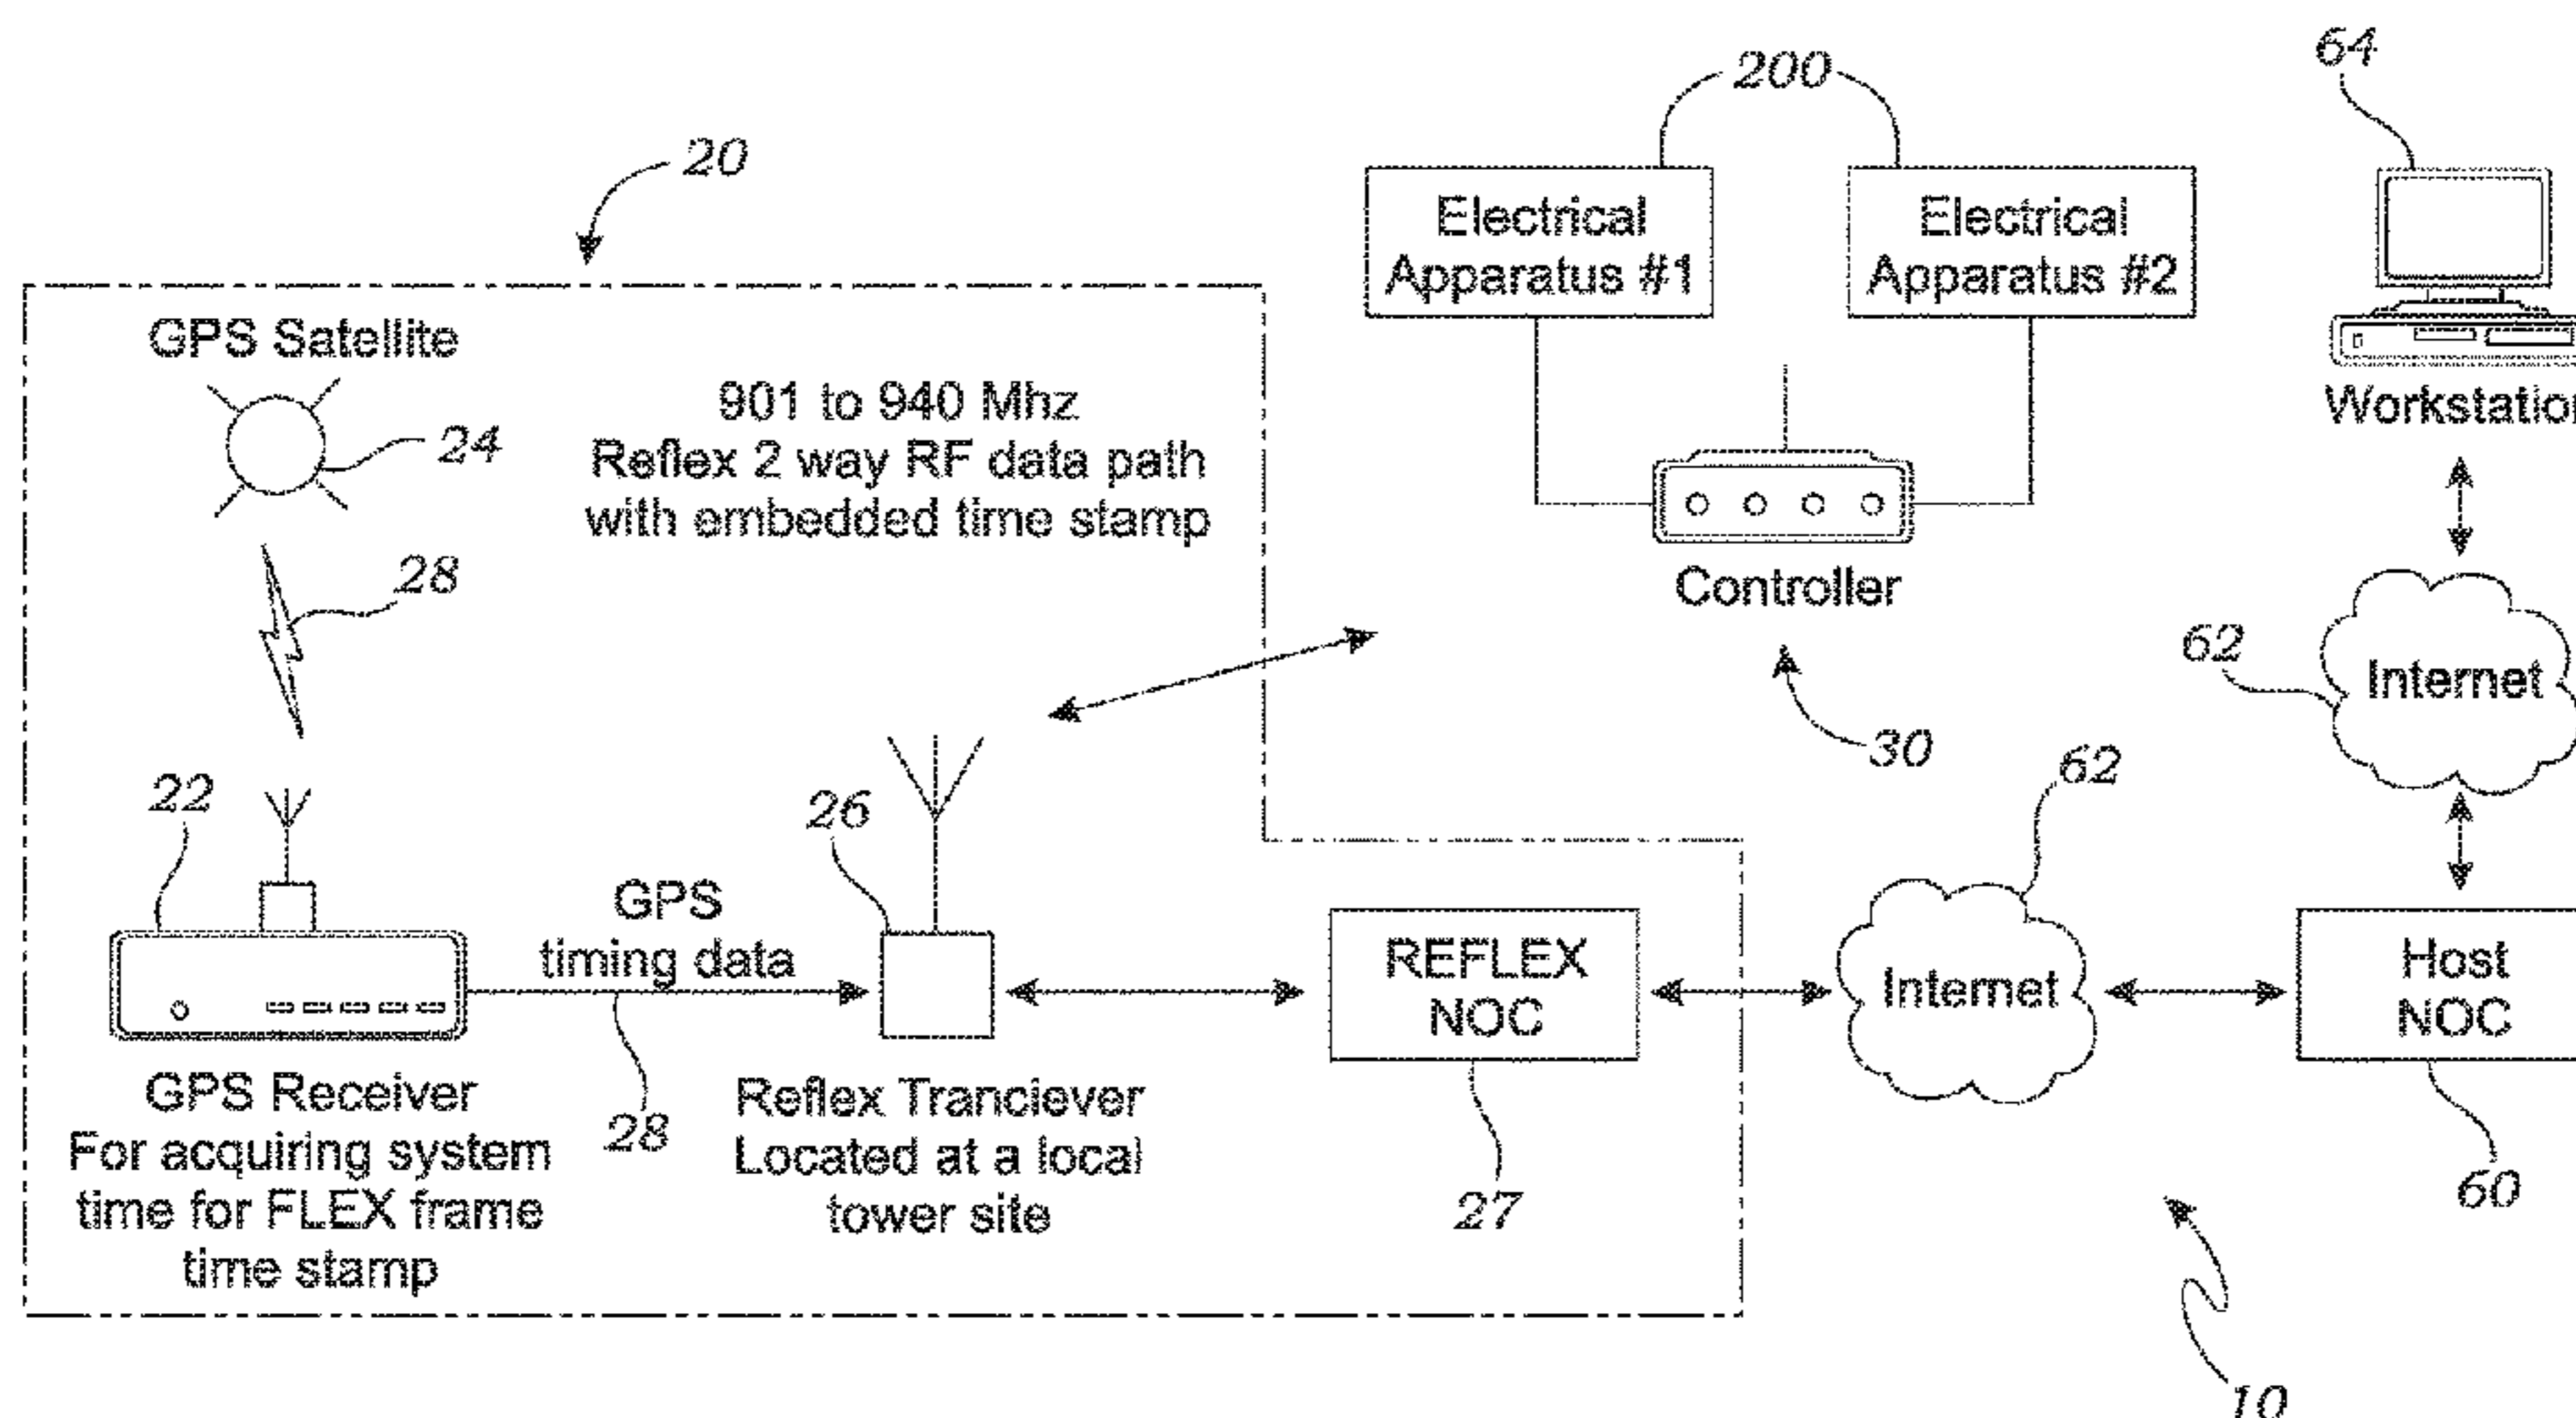 64
200
20
Electrical
Apparatus #1
Electrical
Apparatus #2
GPS Satellite
24
901 to 940 Mhz
Reflex 2 way RF data path
with embedded time stamp
Workstation
28
Controller
62
Internet
30
22
26
62
GPS
timing data
REFLEX
NOC
Internet
Host
NOC
28
GPS Receiver
For acquiring system
time for FLEX frame
time stamp
Reflex Tranciever
Located at a local
tower site
27
60
10